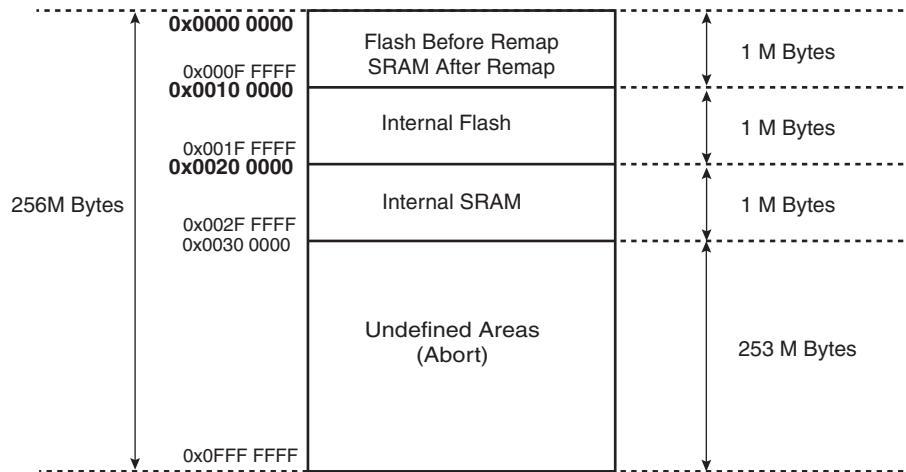 0x0000 0000
Flash Before Remap
SRAM After Remap
1 M Bytes
0x000F FFFF
0x0010 0000
Internal Flash
1 M Bytes
0x001F FFFF
0x0020 0000
256M Bytes
Internal SRAM
1 M Bytes
0x002F FFFF
0x0030 0000
Undefined Areas
(Abort)
253 M Bytes
0x0FFF FFFF